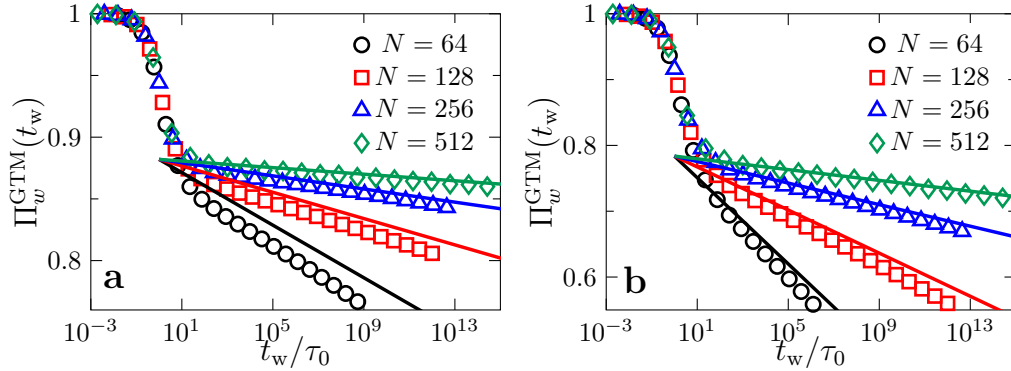 1
0.9
0.8
Π_w^GTM(t_w)
N = 64
N = 128
N = 256
N = 512
a
10^−3 10^1 10^5 10^9 10^13
t_w/τ_0
1
0.8
0.6
Π_w^GTM(t_w)
N = 64
N = 128
N = 256
N = 512
b
10^−3 10^1 10^5 10^9 10^13
t_w/τ_0